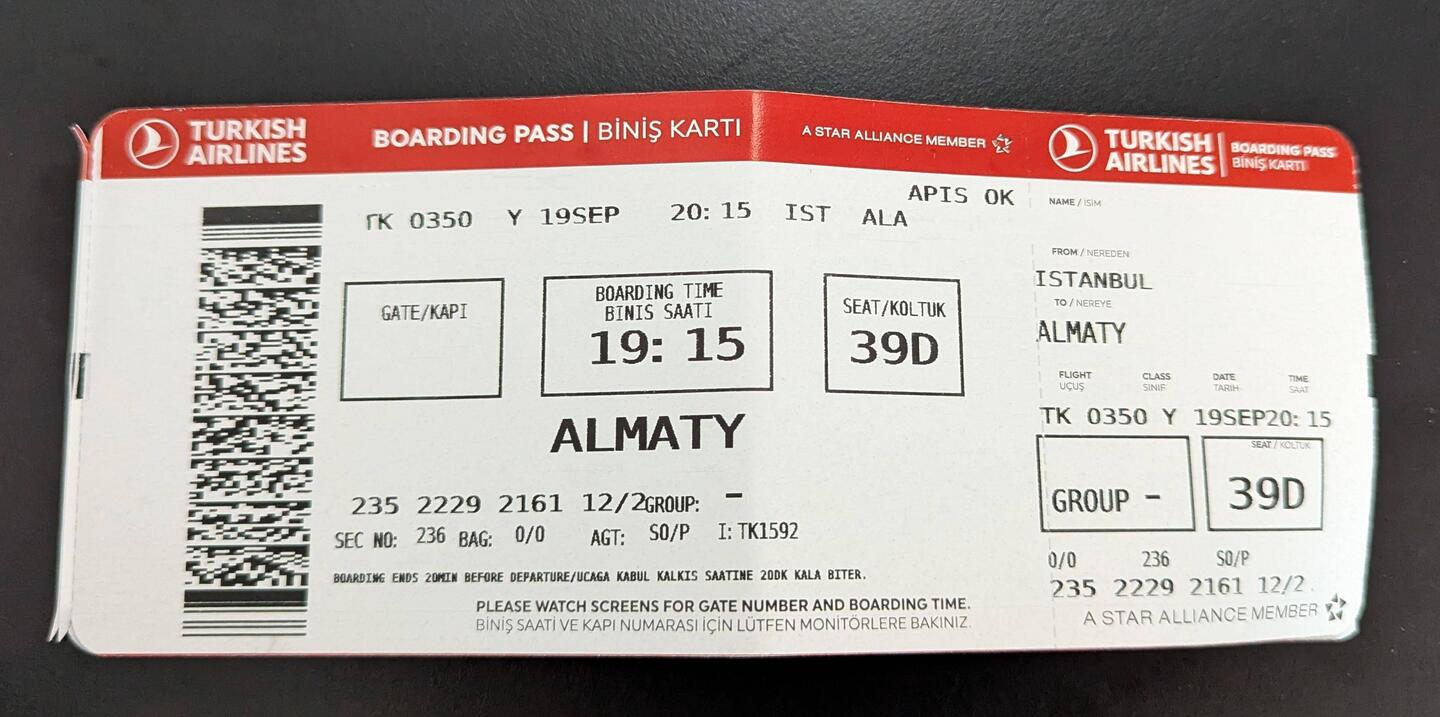 TURKISH AIRLINES
BOARDING PASS | BİNİŞ KARTI
A STAR ALLIANCE MEMBER
APIS OK
TK 0350 Y 19SEP 20:15 IST ALA
GATE/KAPI
BOARDING TIME
BINIS SAATI
19:15
SEAT/KOLTUK
39D
ALMATY
235 2229 2161 12/2GROUP: -
SEC NO: 236 BAG: 0/0 AGT: SO/P I: TK1592
BOARDING ENDS 20MIN BEFORE DEPARTURE/UCAGA KABUL KALKIS SAATINE 20DK KALA BITER.
PLEASE WATCH SCREENS FOR GATE NUMBER AND BOARDING TIME.
BİNİŞ SAATİ VE KAPI NUMARASI İÇİN LÜTFEN MONİTÖRLERE BAKINIZ.
TURKISH AIRLINES
BOARDING PASS
BİNİŞ KARTI
NAME / İSİM
FROM / NEREDEN
ISTANBUL
TO / NEREYE
ALMATY
FLIGHT CLASS DATE TIME
UÇUŞ SINIF TARİH SAAT
TK 0350 Y 19SEP20:15
SEAT / KOLTUK
GROUP - 39D
0/0 236 SO/P
235 2229 2161 12/2
A STAR ALLIANCE MEMBER